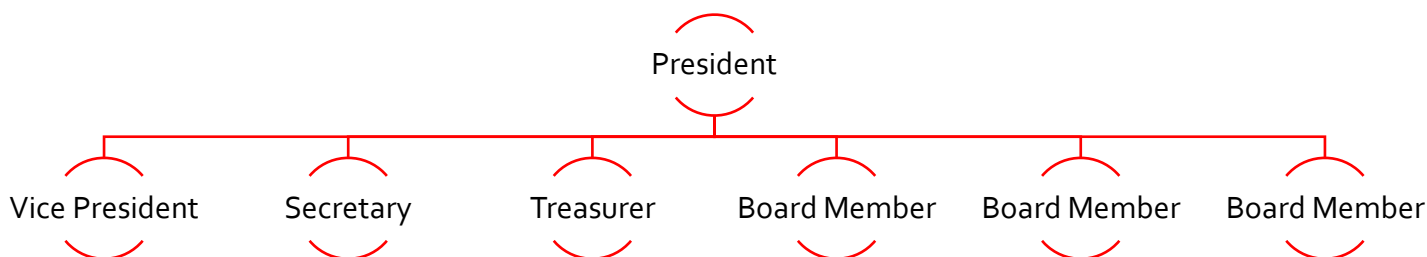 President
Vice President
Secretary
Treasurer
Board Member
Board Member
Board Member